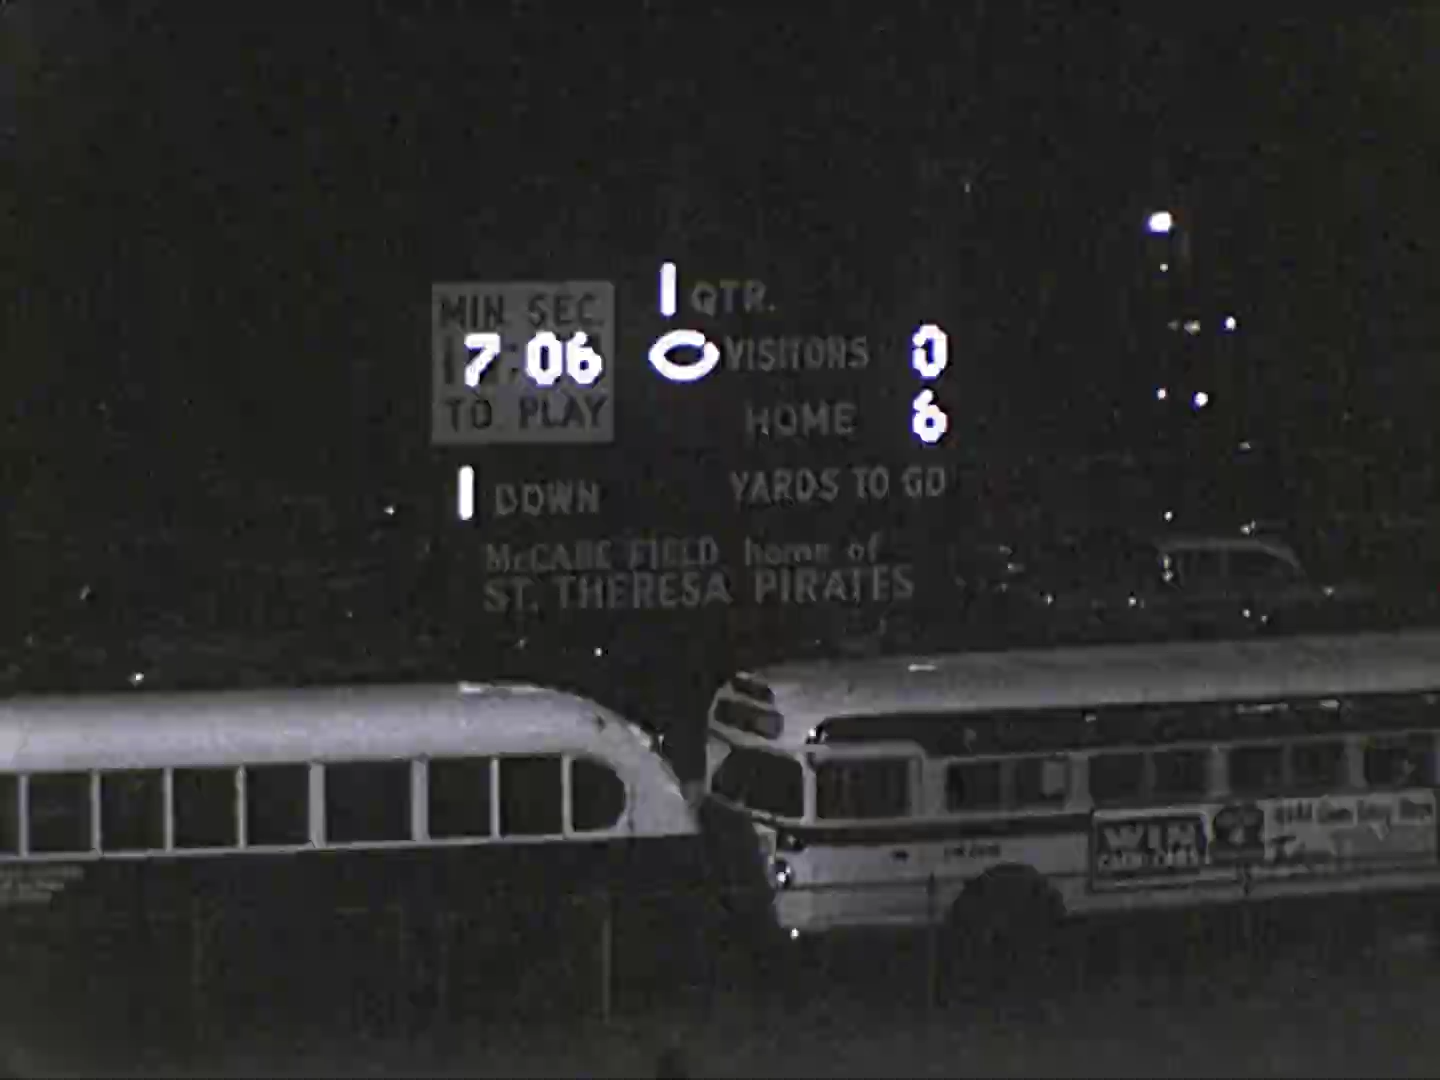 MIN. SEC.
7 06
TO PLAY
1 QTR.
VISITORS 0
HOME 6
1 DOWN
YARDS TO GO
McCABE FIELD home of
ST. THERESA PIRATES
WIN